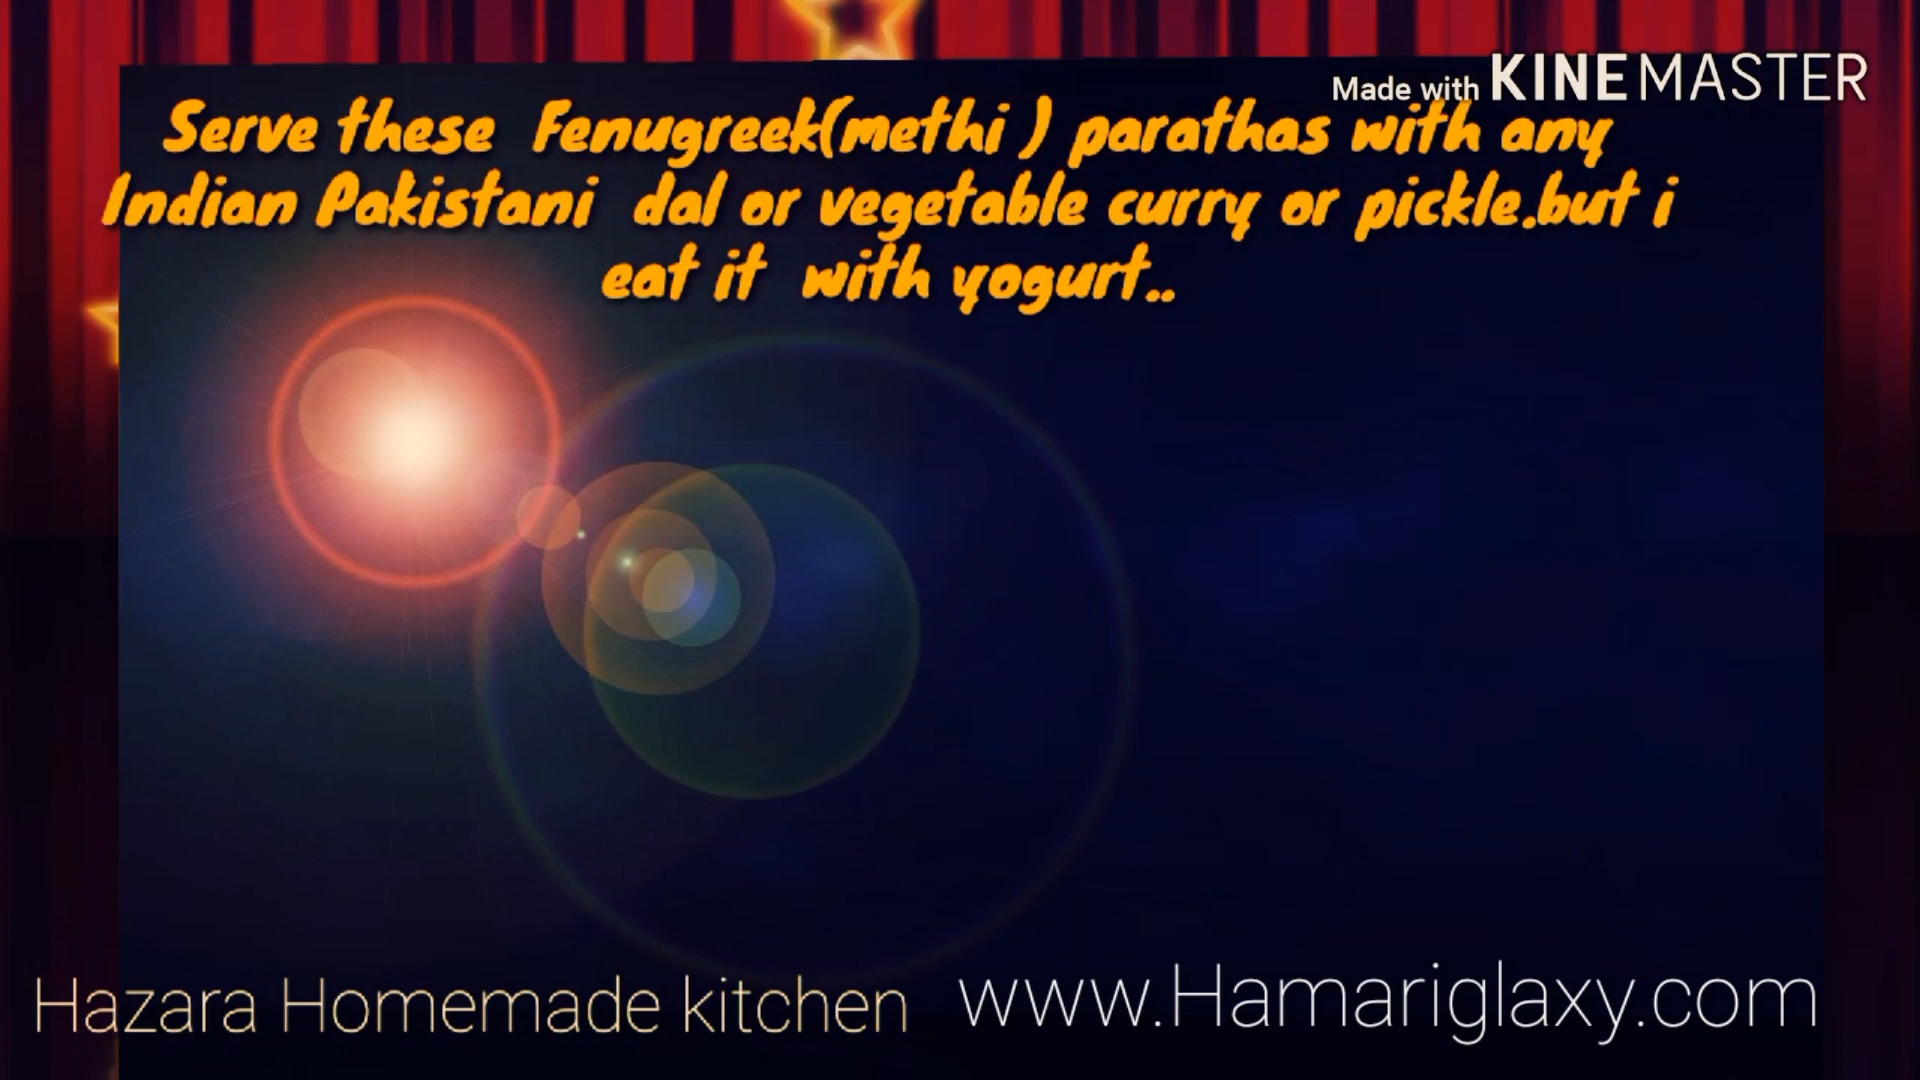 Made with KINEMASTER
Serve these Fenugreek(methi ) parathas with any
Indian Pakistani dal or vegetable curry or pickle.but i
eat it with yogurt..
Hazara Homemade kitchen www.Hamariglaxy.com